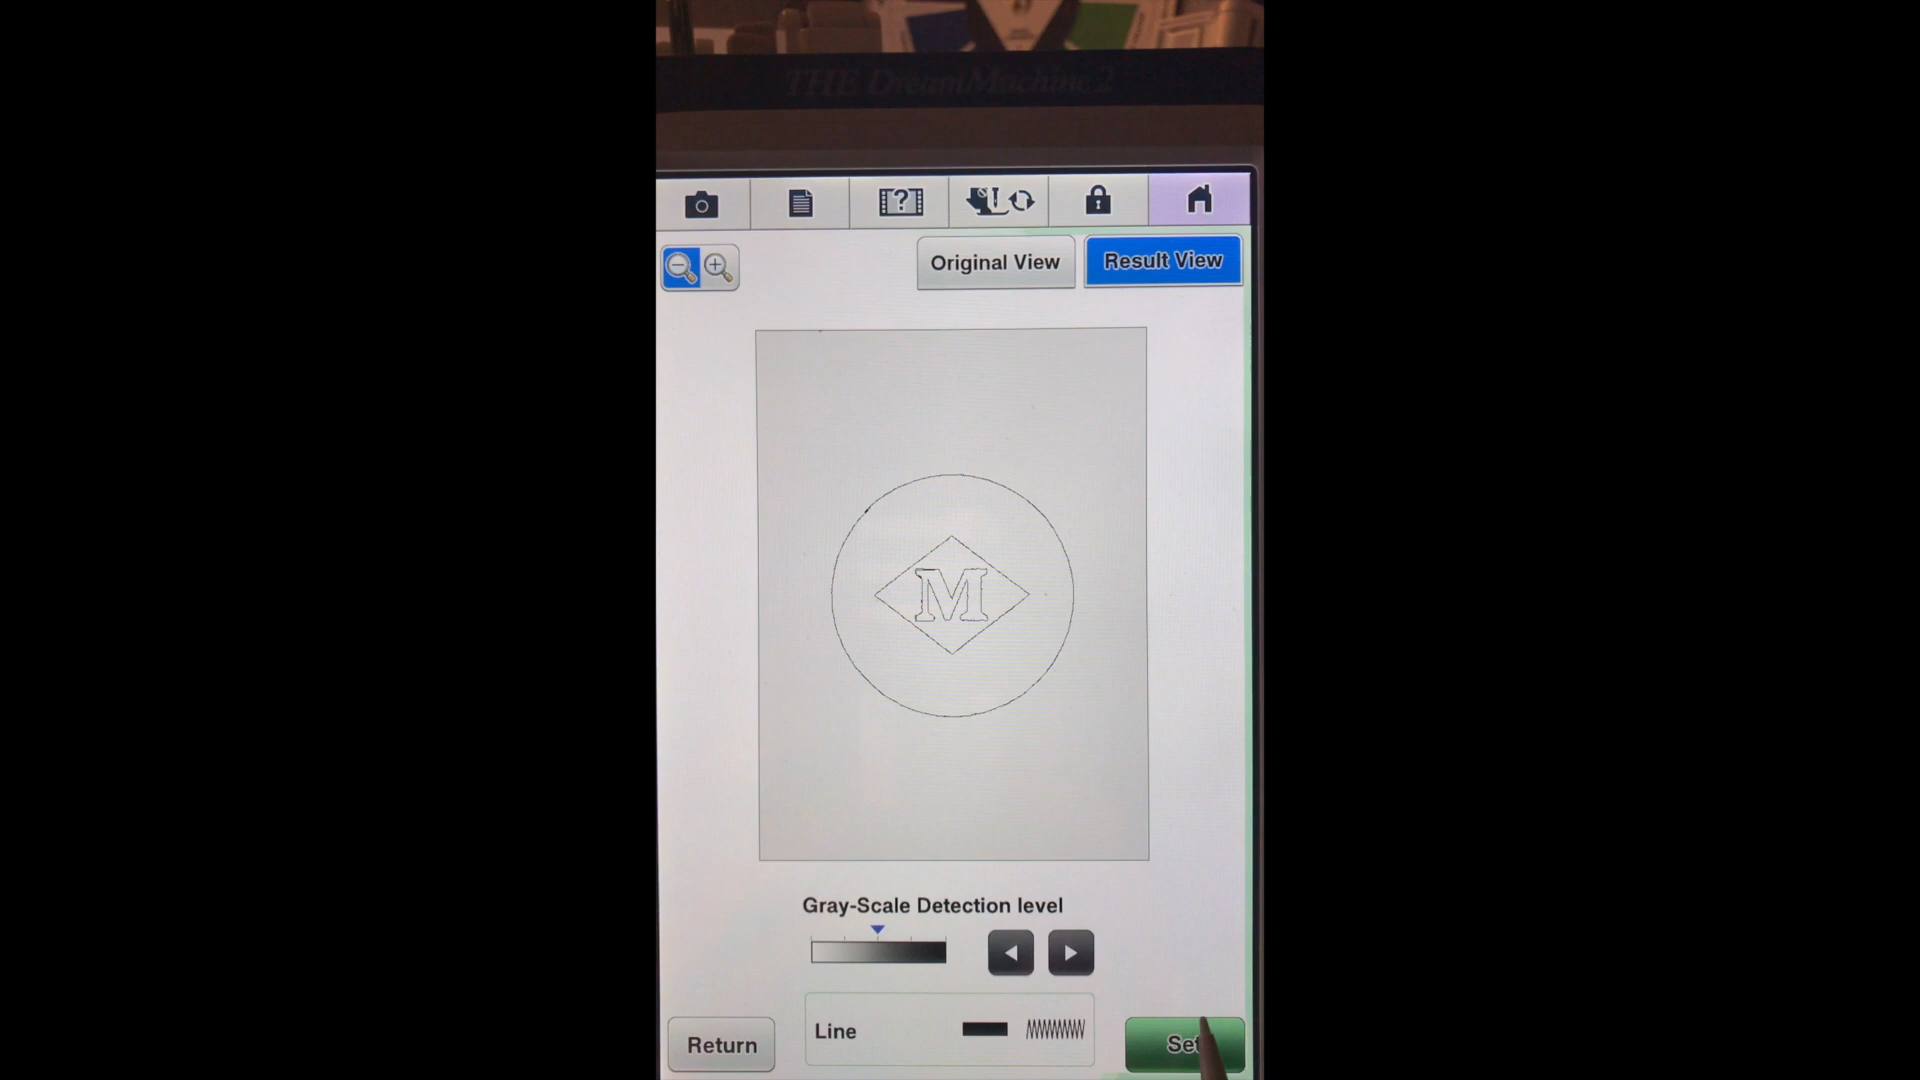 THE DreamMachine 2
Original View
Result View
M
Gray-Scale Detection level
Line
Return
Set